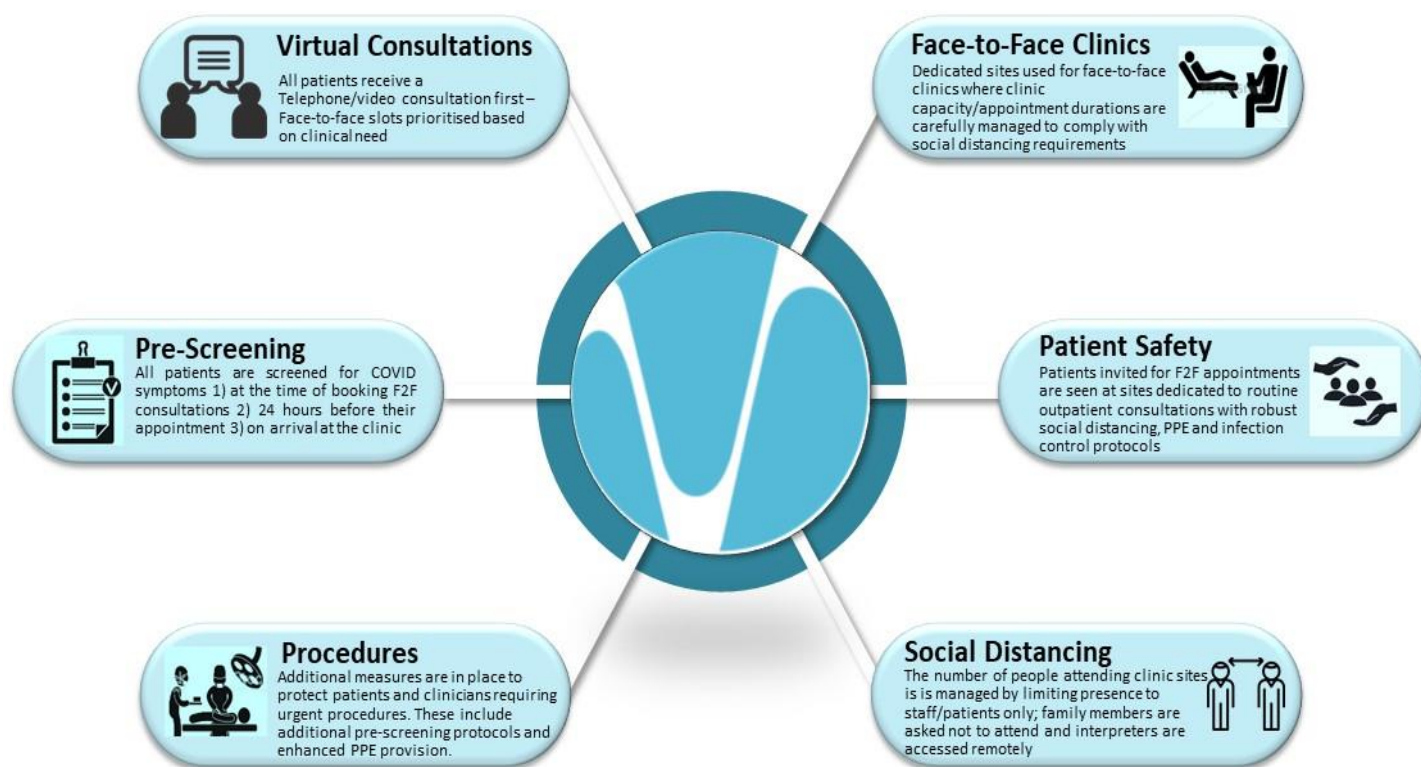 Virtual Consultations
All patients receive a
Telephone/video consultation first –
Face-to-face slots prioritised based
on clinical need
Face-to-Face Clinics
Dedicated sites used for face-to-face
clinics where clinic
capacity/appointment durations are
carefully managed to comply with
social distancing requirements
Pre-Screening
All patients are screened for COVID
symptoms 1) at the time of booking F2F
consultations 2) 24 hours before their
appointment 3) on arrival at the clinic
Patient Safety
Patients invited for F2F appointments
are seen at sites dedicated to routine
outpatient consultations with robust
social distancing, PPE and infection
control protocols
Procedures
Additional measures are in place to
protect patients and clinicians requiring
urgent procedures. These include
additional pre-screening protocols and
enhanced PPE provision.
Social Distancing
The number of people attending clinic sites
is is managed by limiting presence to
staff/patients only; family members are
asked not to attend and interpreters are
accessed remotely